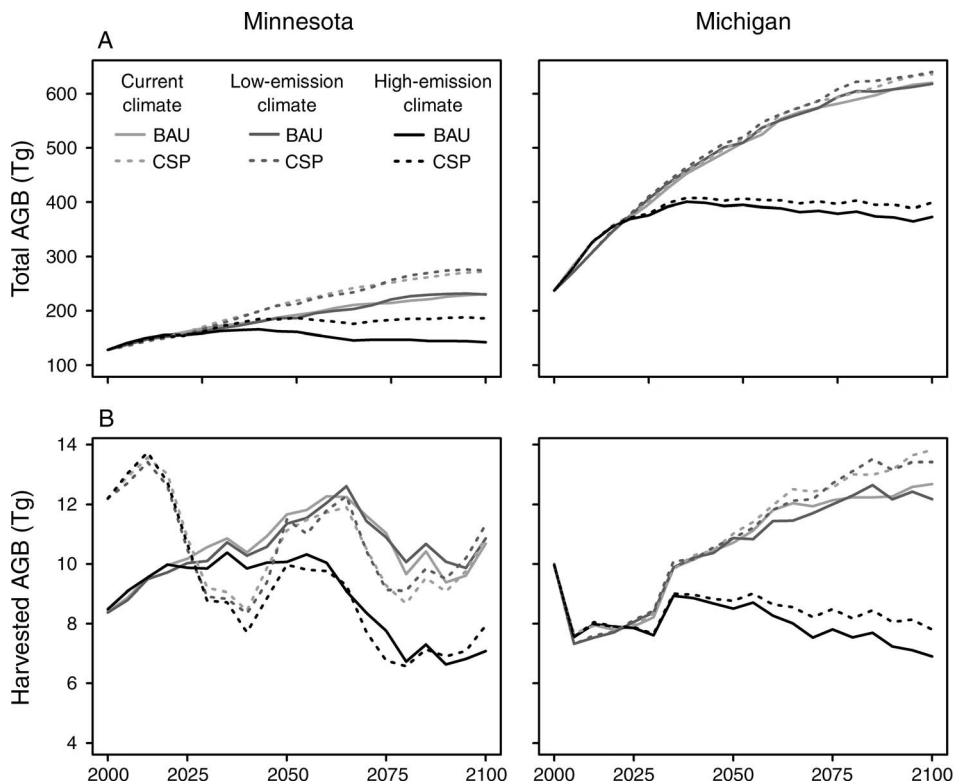 Minnesota Michigan
A
Current climate Low-emission climate High-emission climate
BAU BAU BAU
CSP CSP CSP
Total AGB (Tg)
600
500
400
300
200
100
B
Harvested AGB (Tg)
14
12
10
8
6
4
2000 2025 2050 2075 2100 2000 2025 2050 2075 2100